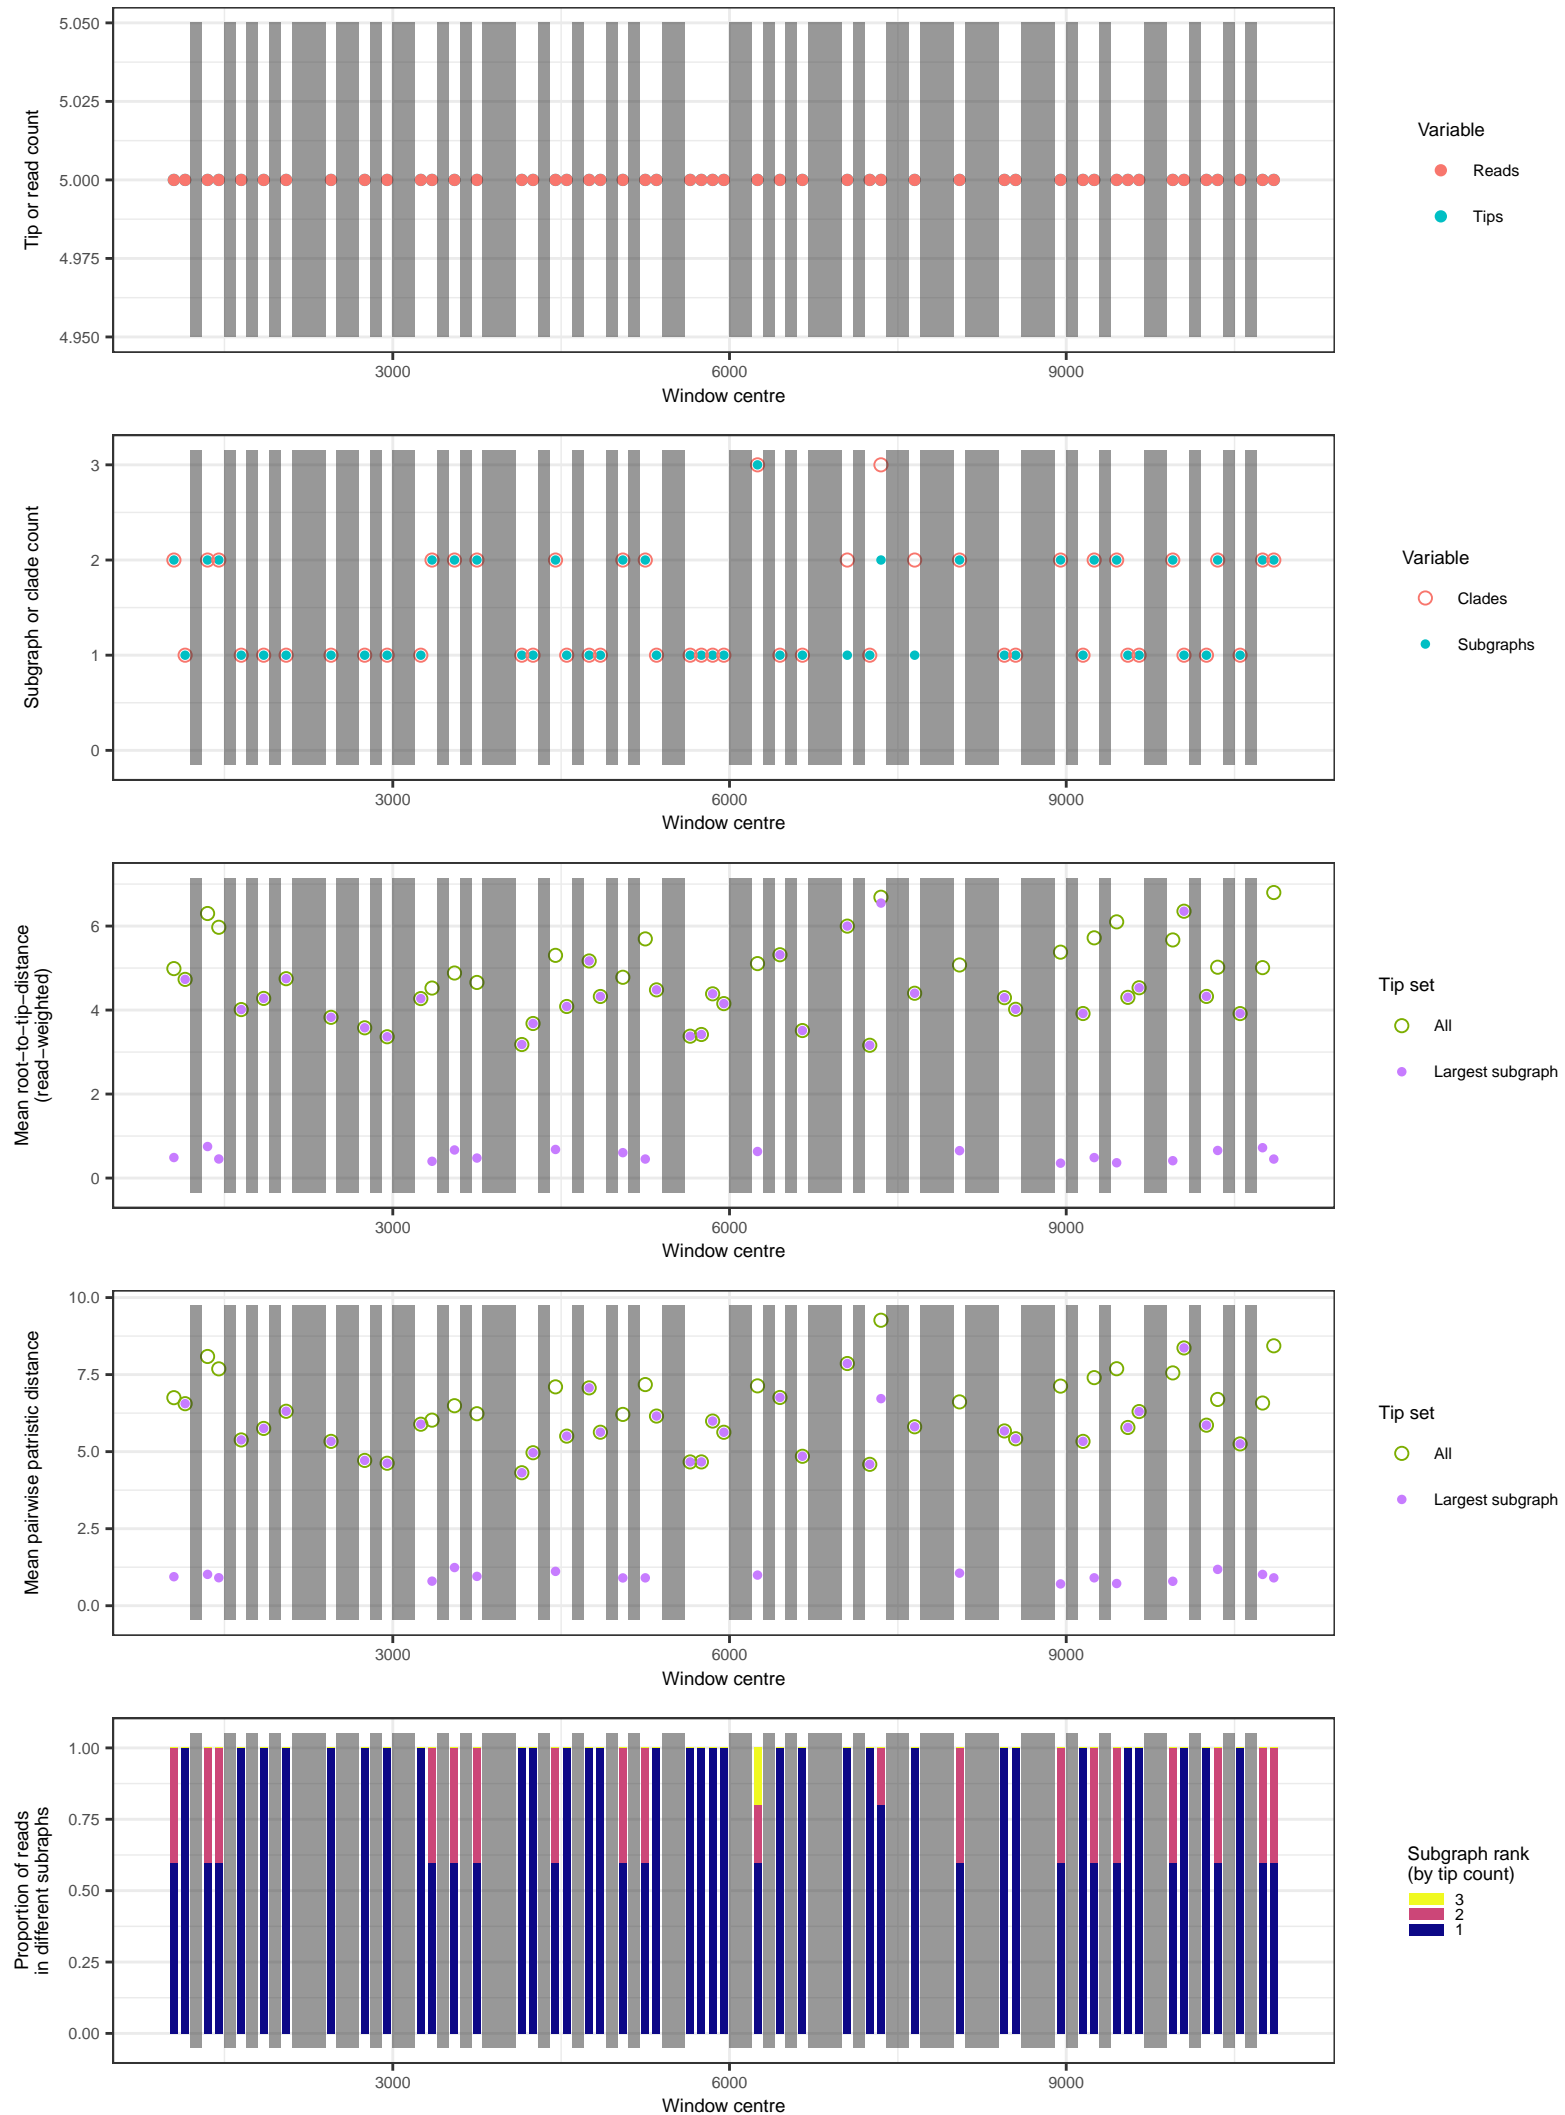 5.050
5.025
5.000
4.975
4.950
Tip or read count
3000
6000
9000
Window centre
Variable
Reads
Tips
3
2
1
0
Subgraph or clade count
3000
6000
9000
Window centre
Variable
Clades
Subgraphs
6
4
2
0
Mean root−to−tip−distance
(read−weighted)
3000
6000
9000
Window centre
Tip set
All
Largest subgraph
10.0
7.5
5.0
2.5
0.0
Mean pairwise patristic distance
3000
6000
9000
Window centre
Tip set
All
Largest subgraph
1.00
0.75
0.50
0.25
0.00
Proportion of reads
in different subraphs
3000
6000
9000
Window centre
Subgraph rank
(by tip count)
3
2
1